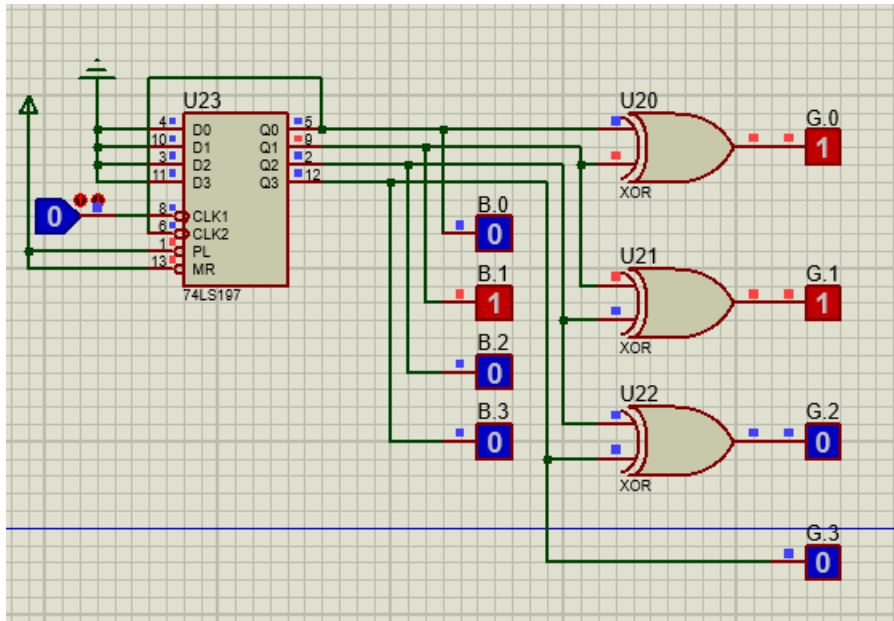 U23
4 D0 Q0 5
10 D1 Q1 9
3 D2 Q2 2
11 D3 Q3 12
0
8 CLK1
6 CLK2
1 PL
13 MR
74LS197
B.0
0
B.1
1
B.2
0
B.3
0
U20
XOR
G.0
1
U21
XOR
G.1
1
U22
XOR
G.2
0
G.3
0